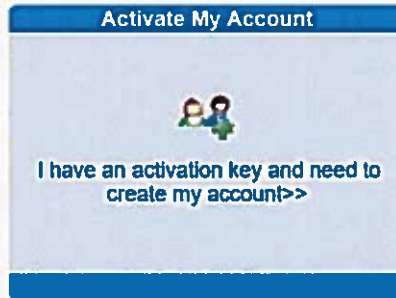 Activate My Account
I have an activation key and need to
create my account>>